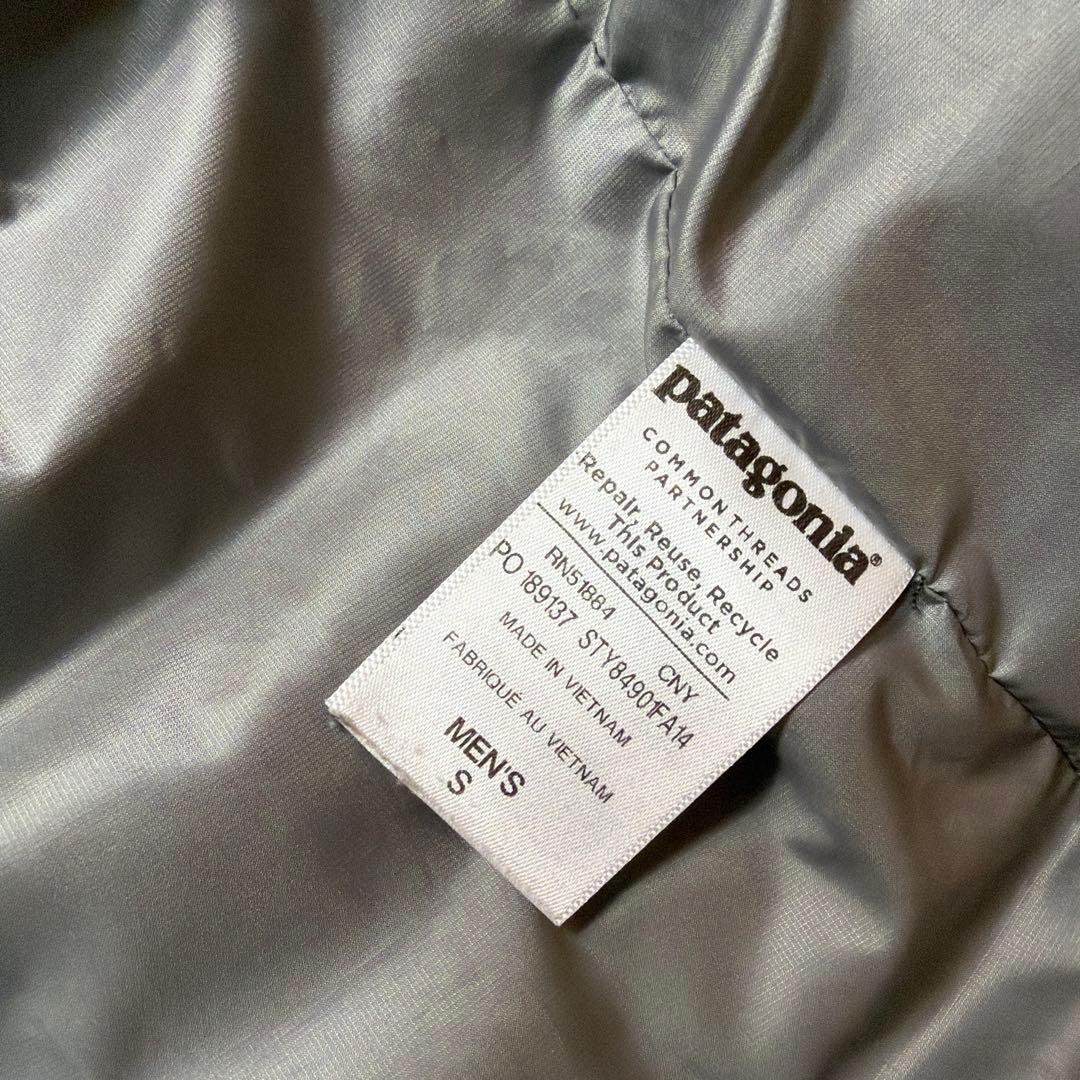 patagonia®
COMMONTHREADS
PARTNERSHIP
Repair, Reuse, Recycle
This Product
www.patagonia.com
RN51884 CNY
PO 189137 STY84901FA14
MADE IN VIETNAM
FABRIQUÉ AU VIETNAM
MEN'S
S